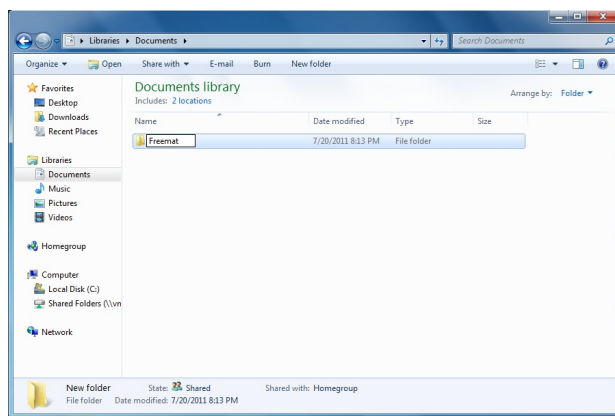 Libraries Documents
Search Documents
Organize Open Share with E-mail Burn New folder
Favorites
Desktop
Downloads
Recent Places
Libraries
Documents
Music
Pictures
Videos
Homegroup
Computer
Local Disk (C:)
Shared Folders (\\vn
Network
Documents library
Includes: 2 locations
Arrange by: Folder
Name Date modified Type Size
Freemat 7/20/2011 8:13 PM File folder
New folder State: Shared Shared with: Homegroup
File folder Date modified: 7/20/2011 8:13 PM